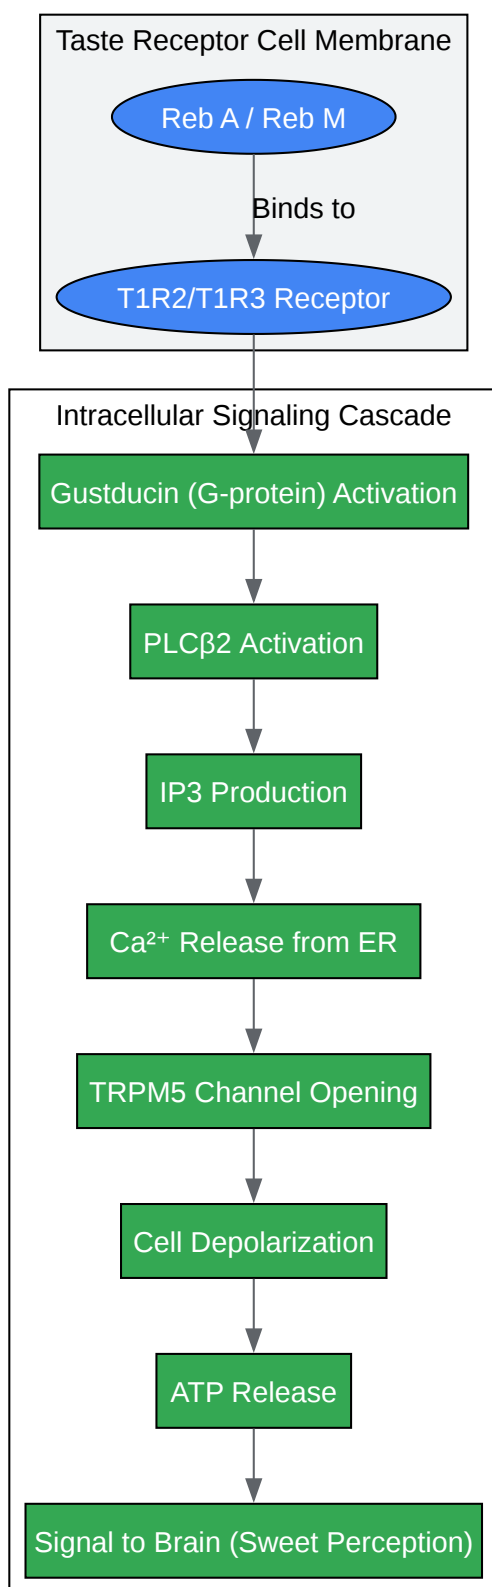 Taste Receptor Cell Membrane
Reb A / Reb M
Binds to
T1R2/T1R3 Receptor
Intracellular Signaling Cascade
Gustducin (G-protein) Activation
PLCβ2 Activation
IP3 Production
Ca²⁺ Release from ER
TRPM5 Channel Opening
Cell Depolarization
ATP Release
Signal to Brain (Sweet Perception)